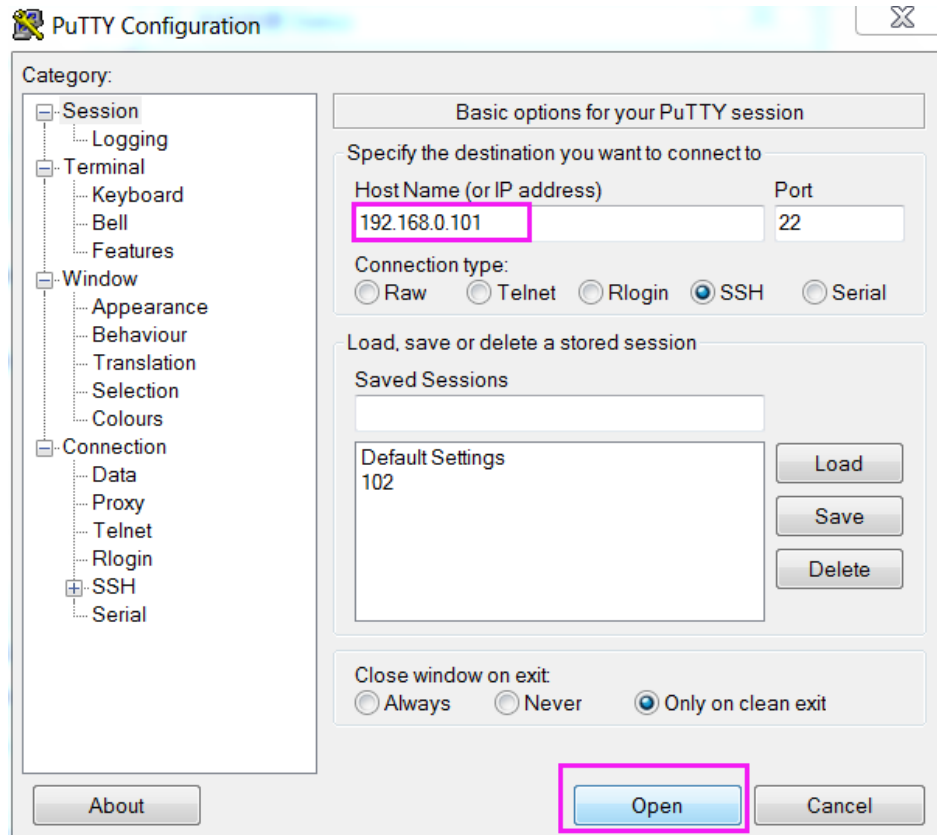 PuTTY Configuration
Category:
Session
Logging
Terminal
Keyboard
Bell
Features
Window
Appearance
Behaviour
Translation
Selection
Colours
Connection
Data
Proxy
Telnet
Rlogin
SSH
Serial
Basic options for your PuTTY session
Specify the destination you want to connect to
Host Name (or IP address) Port
192.168.0.101 22
Connection type:
Raw Telnet Rlogin SSH Serial
Load, save or delete a stored session
Saved Sessions
Default Settings
102
Load
Save
Delete
Close window on exit:
Always Never Only on clean exit
About Open Cancel